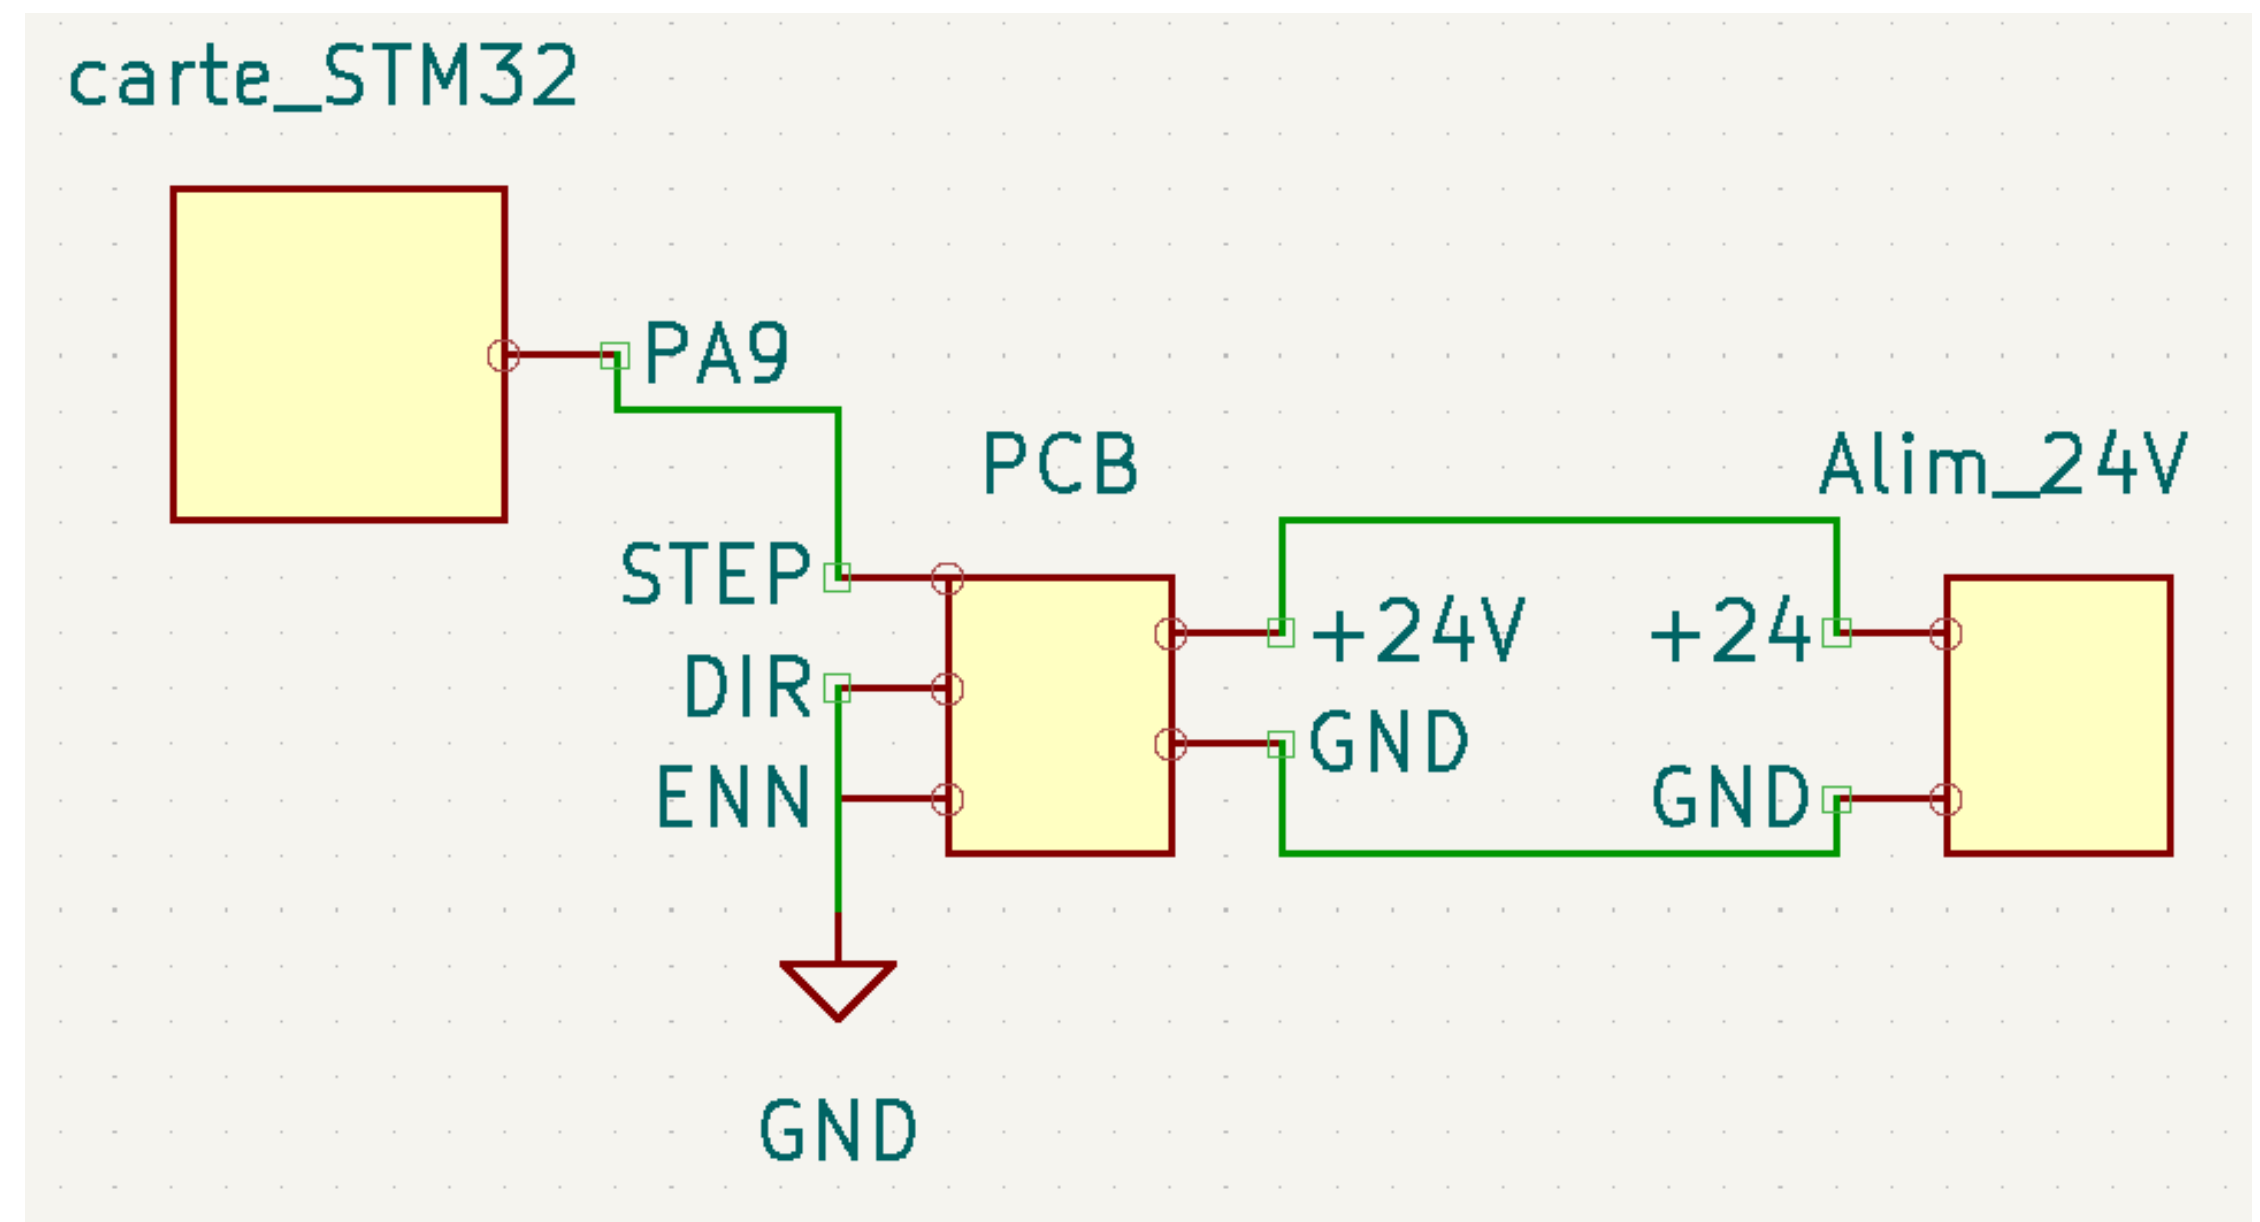 carte_STM32
PA9
PCB
Alim_24V
STEP
+24V
+24
DIR
GND
ENN
GND
GND